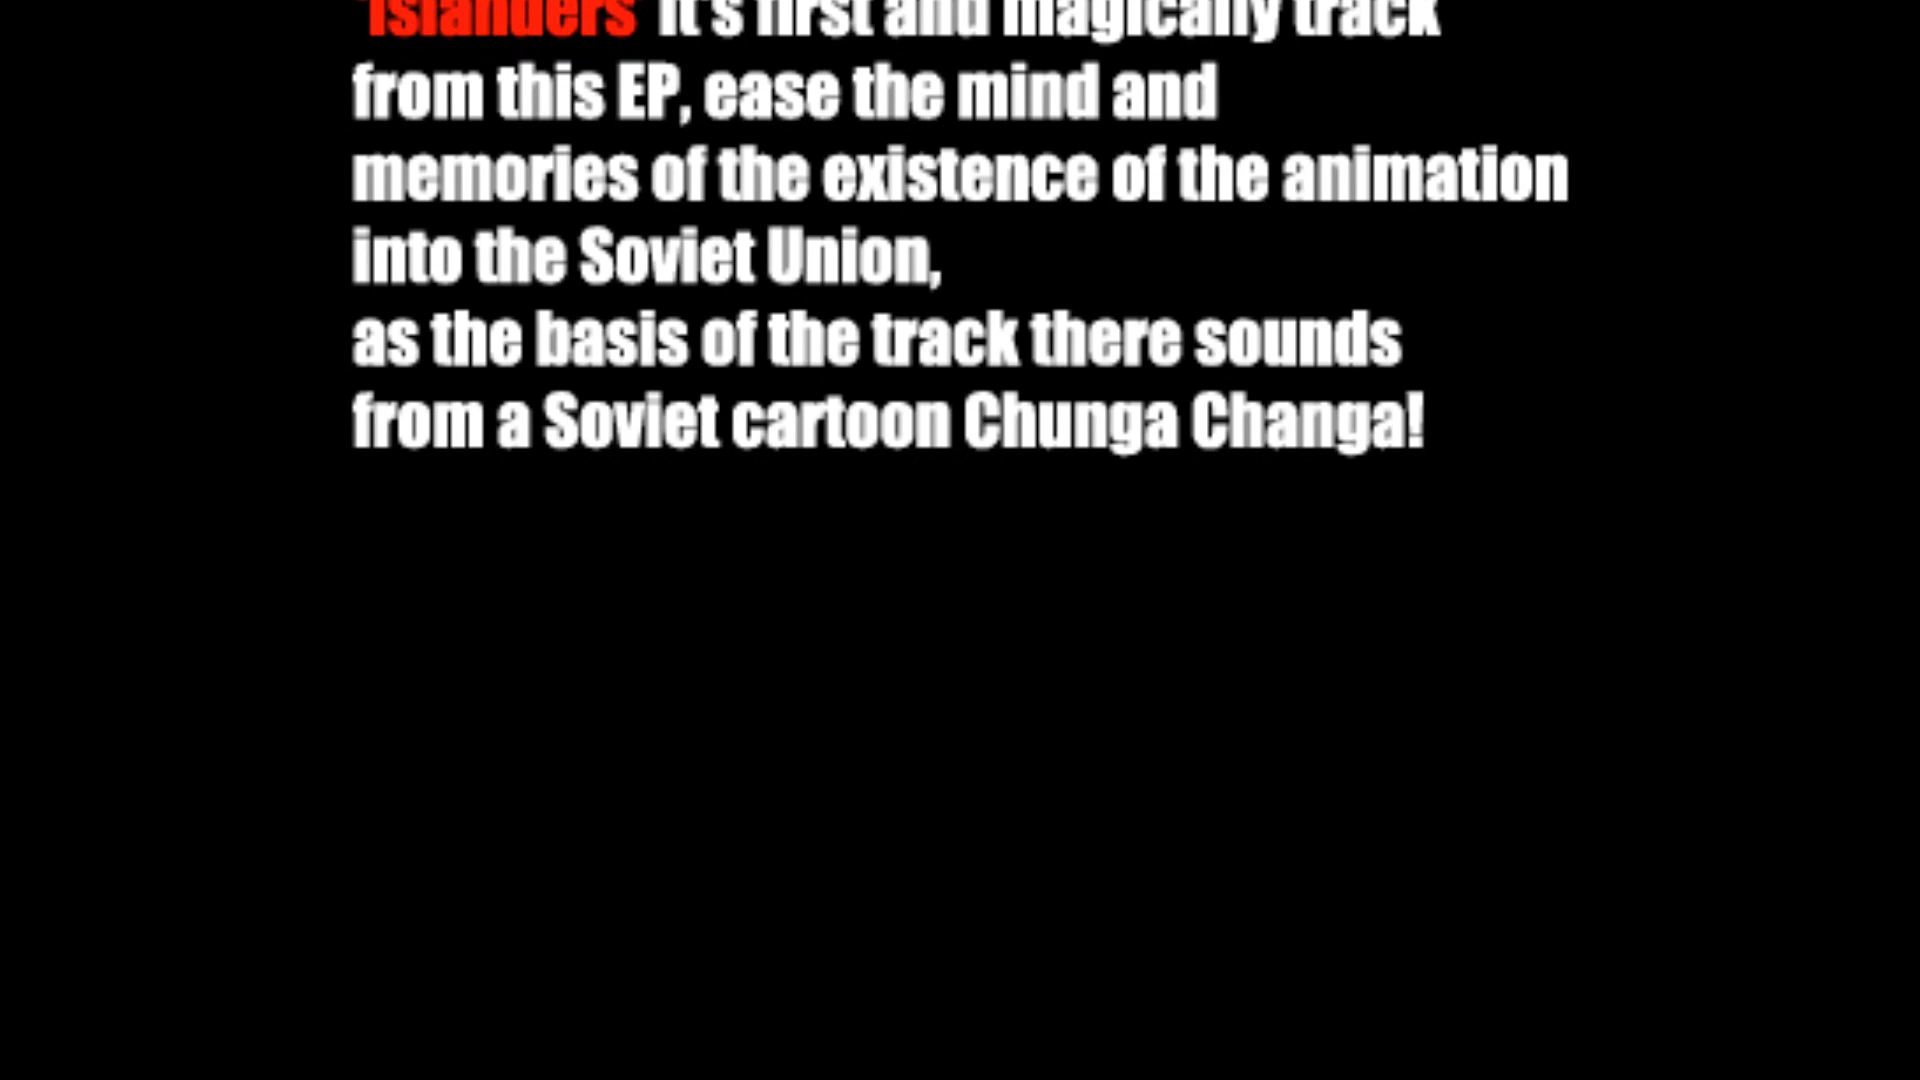 'Islanders' it's first and magically track
from this EP, ease the mind and
memories of the existence of the animation
into the Soviet Union,
as the basis of the track there sounds
from a Soviet cartoon Chunga Changa!